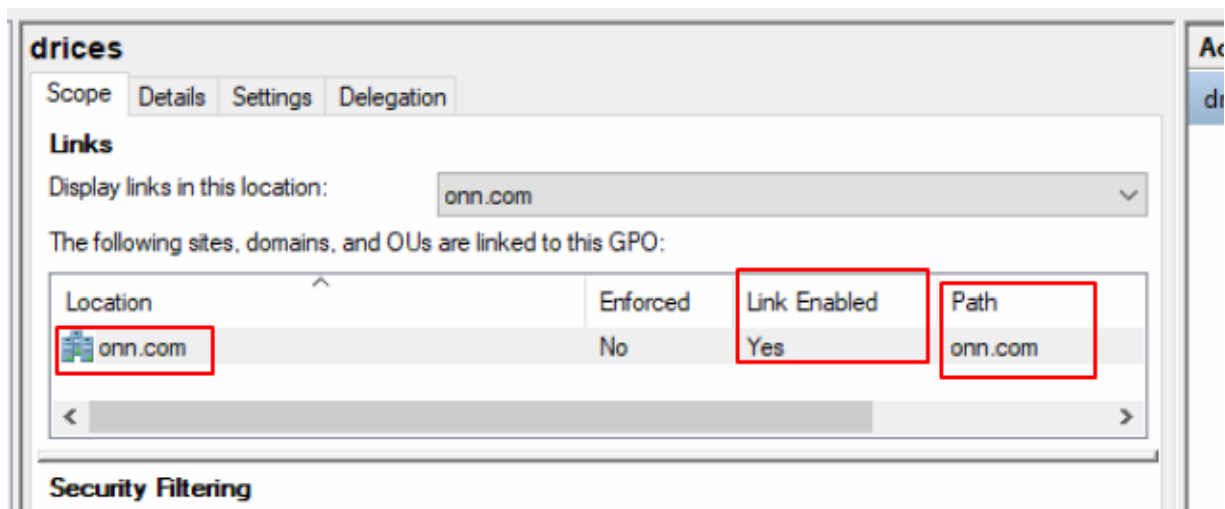 drices
Scope Details Settings Delegation
Links
Display links in this location: onn.com
The following sites, domains, and OUs are linked to this GPO:
Location Enforced Link Enabled Path
onn.com No Yes onn.com
Security Filtering
Ac
dr